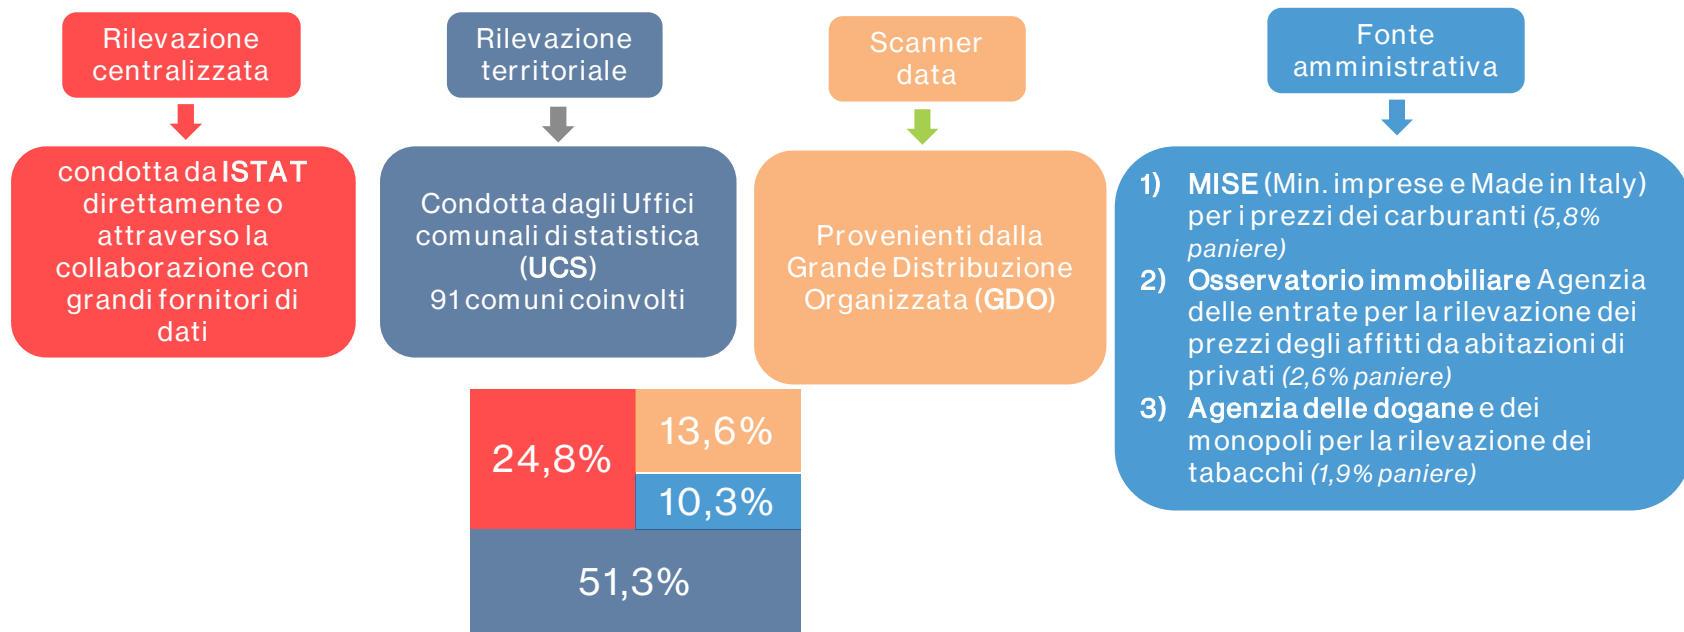 Rilevazione
centralizzata
condotta da ISTAT
direttamente o
attraverso la
collaborazione con
grandi fornitori di
dati
Rilevazione
territoriale
Condotta dagli Uffici
comunali di statistica
(UCS)
91 comuni coinvolti
Scanner
data
Provenienti dalla
Grande Distribuzione
Organizzata (GDO)
Fonte
amministrativa
1) MISE (Min. imprese e Made in Italy)
per i prezzi dei carburanti (5,8%
paniere)
2) Osservatorio immobiliare Agenzia
delle entrate per la rilevazione dei
prezzi degli affitti da abitazioni di
privati (2,6% paniere)
3) Agenzia delle dogane e dei
monopoli per la rilevazione dei
tabacchi (1,9% paniere)
24,8%
13,6%
10,3%
51,3%